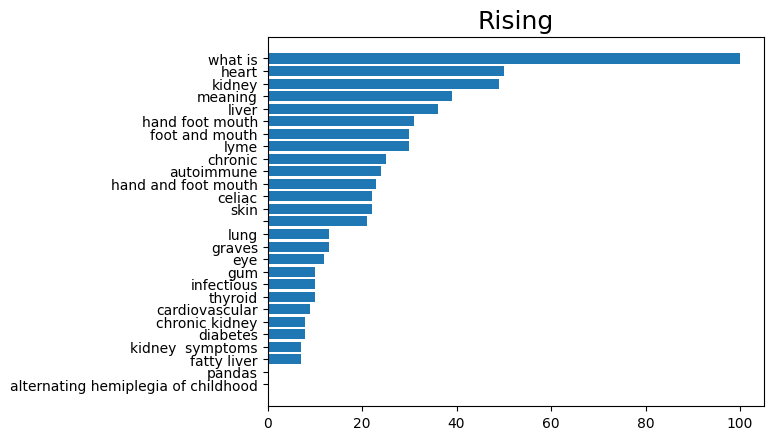 Rising
what is
heart
kidney
meaning
liver
hand foot mouth
foot and mouth
lyme
chronic
autoimmune
hand and foot mouth
celiac
skin
lung
graves
eye
gum
infectious
thyroid
cardiovascular
chronic kidney
diabetes
kidney  symptoms
fatty liver
pandas
alternating hemiplegia of childhood
0 20 40 60 80 100